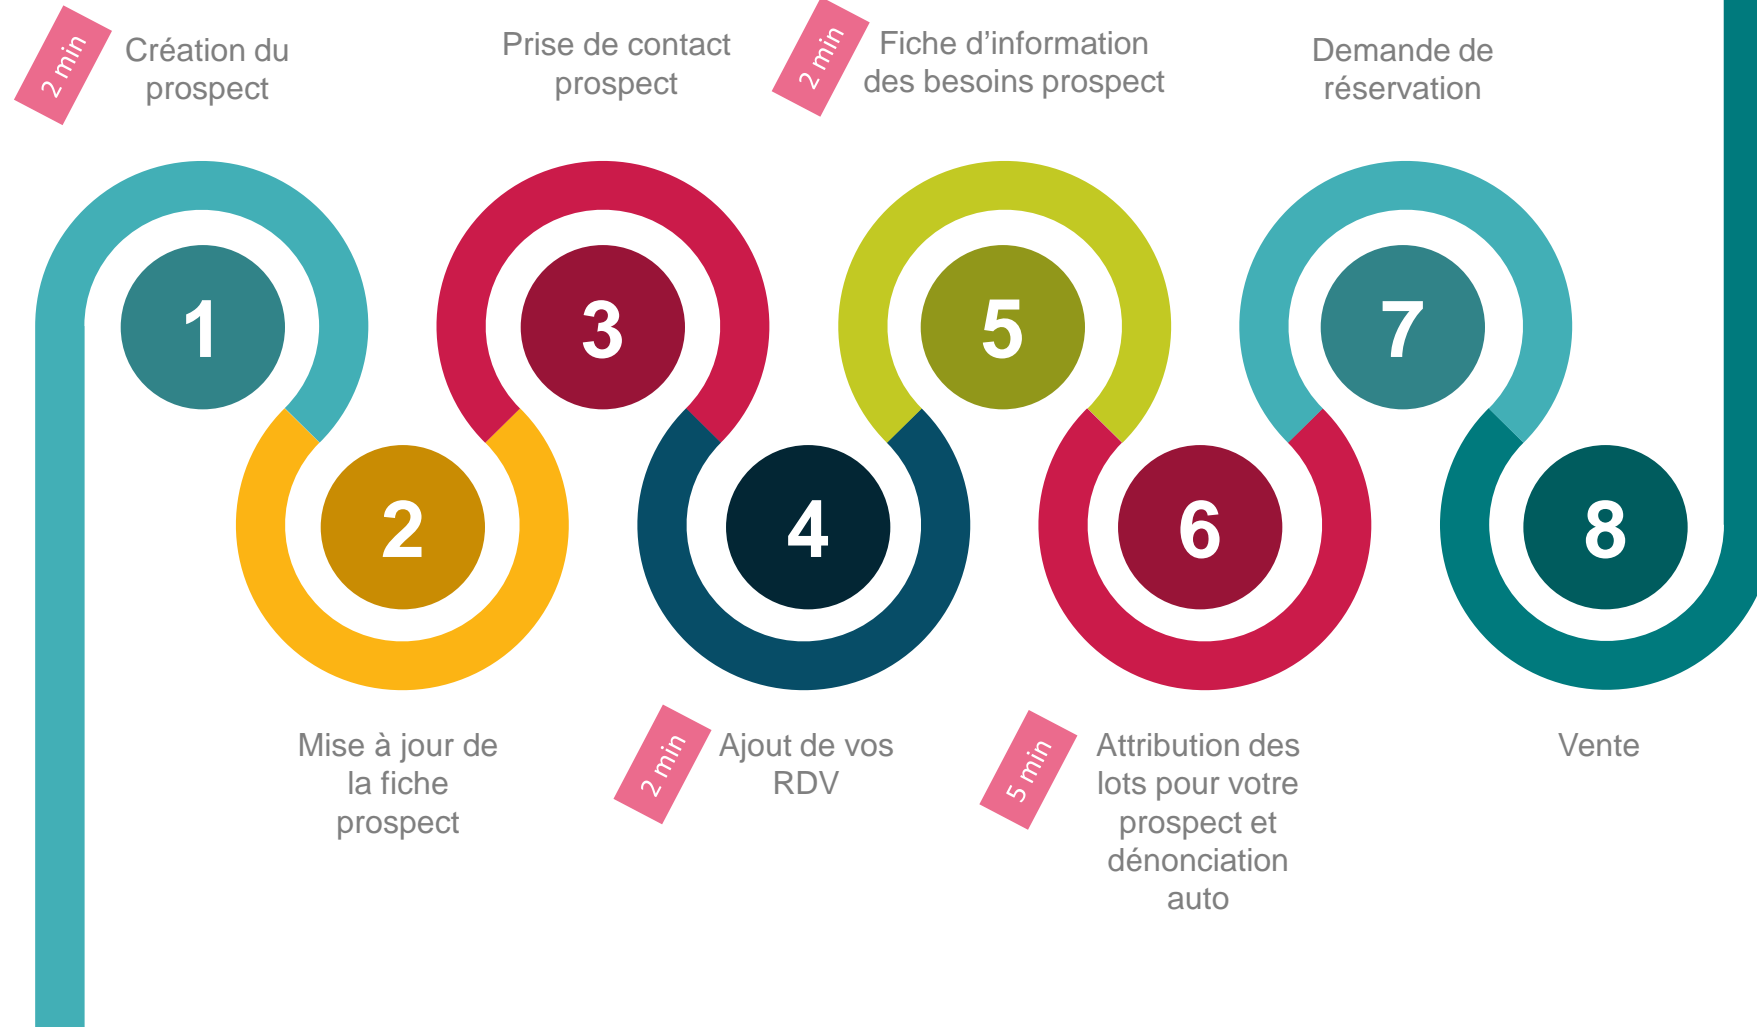 2 min
Création du
prospect
Prise de contact
prospect
2 min
Fiche d’information
des besoins prospect
Demande de
réservation
1
3
5
7
2
4
6
8
Mise à jour de
la fiche
prospect
2 min
Ajout de vos
RDV
5 min
Attribution des
lots pour votre
prospect et
dénonciation
auto
Vente